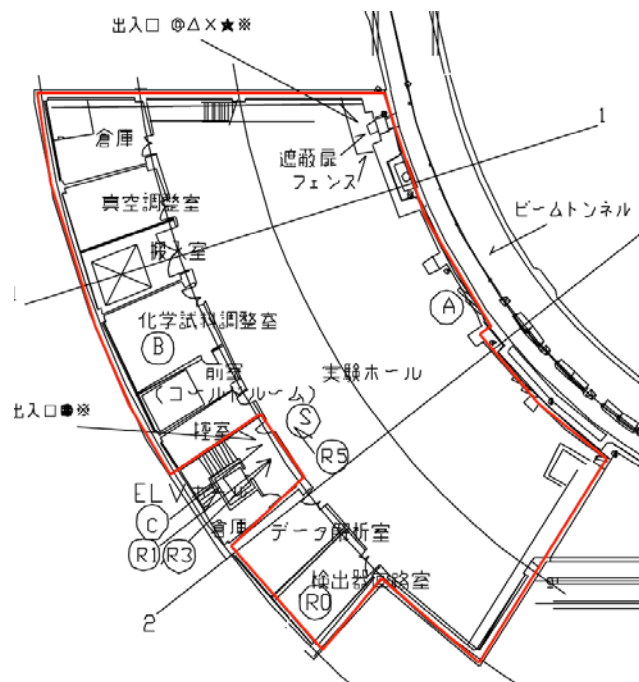 出入口 @△×★※
1
遮蔽扉
フェンス
倉庫
真空調整室
ビームトンネル
搬入室
A
化学試料調整室
B
前室
(コールドルーム)
実験ホール
出入口●※
S
R5
C
倉庫
データ解析室
R1
R3
検出器回路室
R0
2